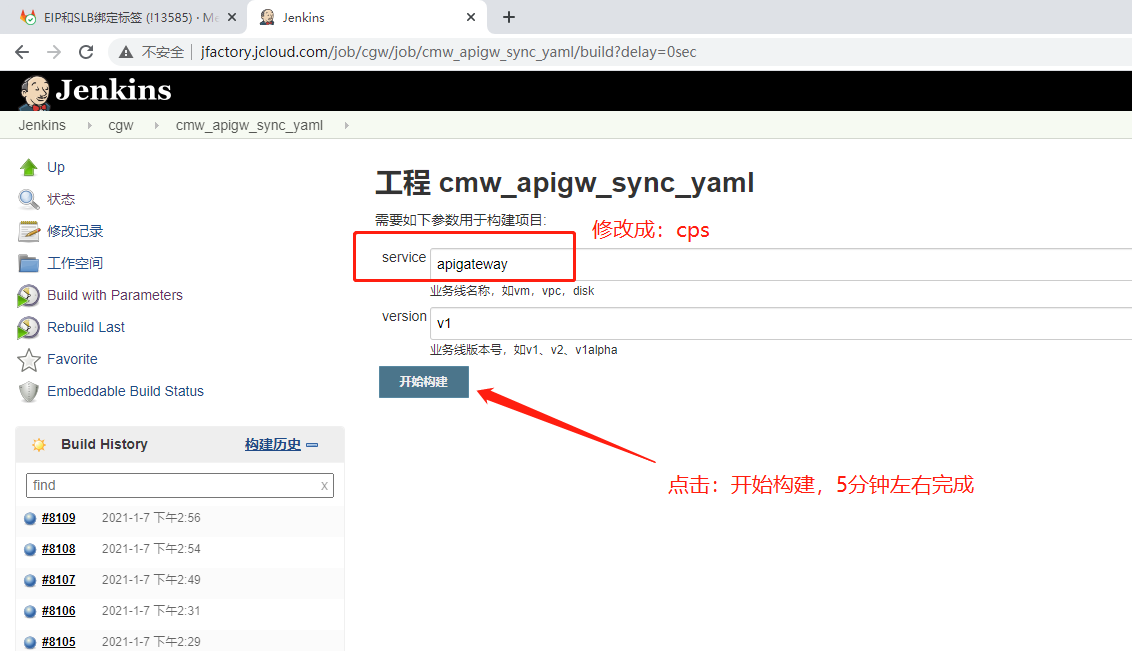 EIP和SLB绑定标签 (!13585) · Me
Jenkins
不安全
jfactory.jcloud.com/job/cgw/job/cmw_apigw_sync_yaml/build?delay=0sec
Jenkins
Jenkins
cgw
cmw_apigw_sync_yaml
Up
状态
修改记录
工作空间
Build with Parameters
Rebuild Last
Favorite
Embeddable Build Status
Build History
构建历史
find
x
#8109 2021-1-7 下午2:56
#8108 2021-1-7 下午2:54
#8107 2021-1-7 下午2:49
#8106 2021-1-7 下午2:31
#8105 2021-1-7 下午2:29
工程 cmw_apigw_sync_yaml
需要如下参数用于构建项目:
修改成：cps
service
apigateway
业务线名称，如vm，vpc，disk
version
v1
业务线版本号，如v1、v2、v1alpha
开始构建
点击：开始构建，5分钟左右完成